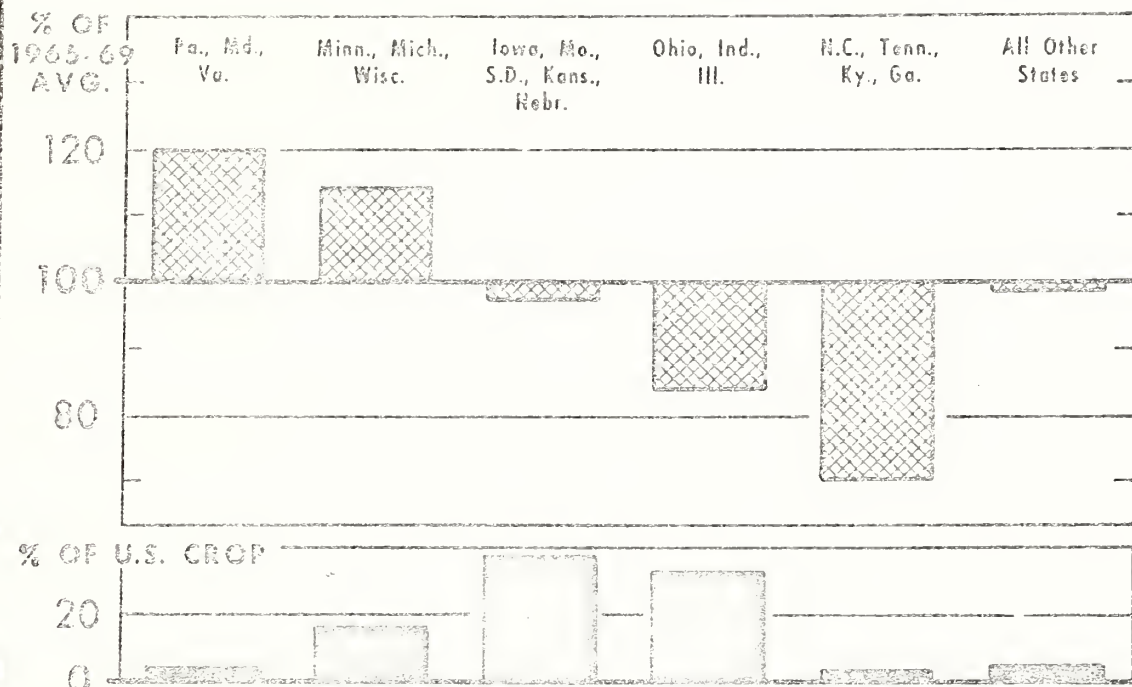 % OF
1965-69
AVG.
Pa., Md.,
Va.
Minn., Mich.,
Wisc.
Iowa, Mo.,
S.D., Kans.,
Nebr.
Ohio, Ind.,
Ill.
N.C., Tenn.,
Ky., Ga.
All Other
States
120
100
80
% OF U.S. CROP
20
0